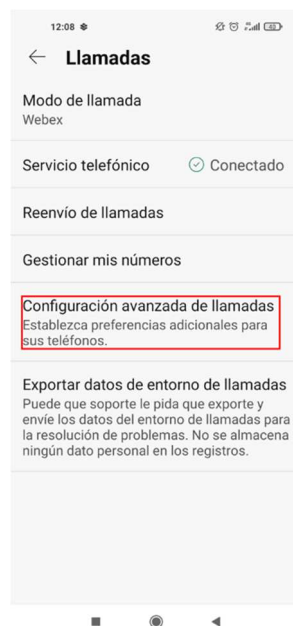 12:08
Llamadas
Modo de llamada
Webex
Servicio telefónico Conectado
Reenvío de llamadas
Gestionar mis números
Configuración avanzada de llamadas
Establezca preferencias adicionales para
sus teléfonos.
Exportar datos de entorno de llamadas
Puede que soporte le pida que exporte y
envíe los datos del entorno de llamadas para
la resolución de problemas. No se almacena
ningún dato personal en los registros.